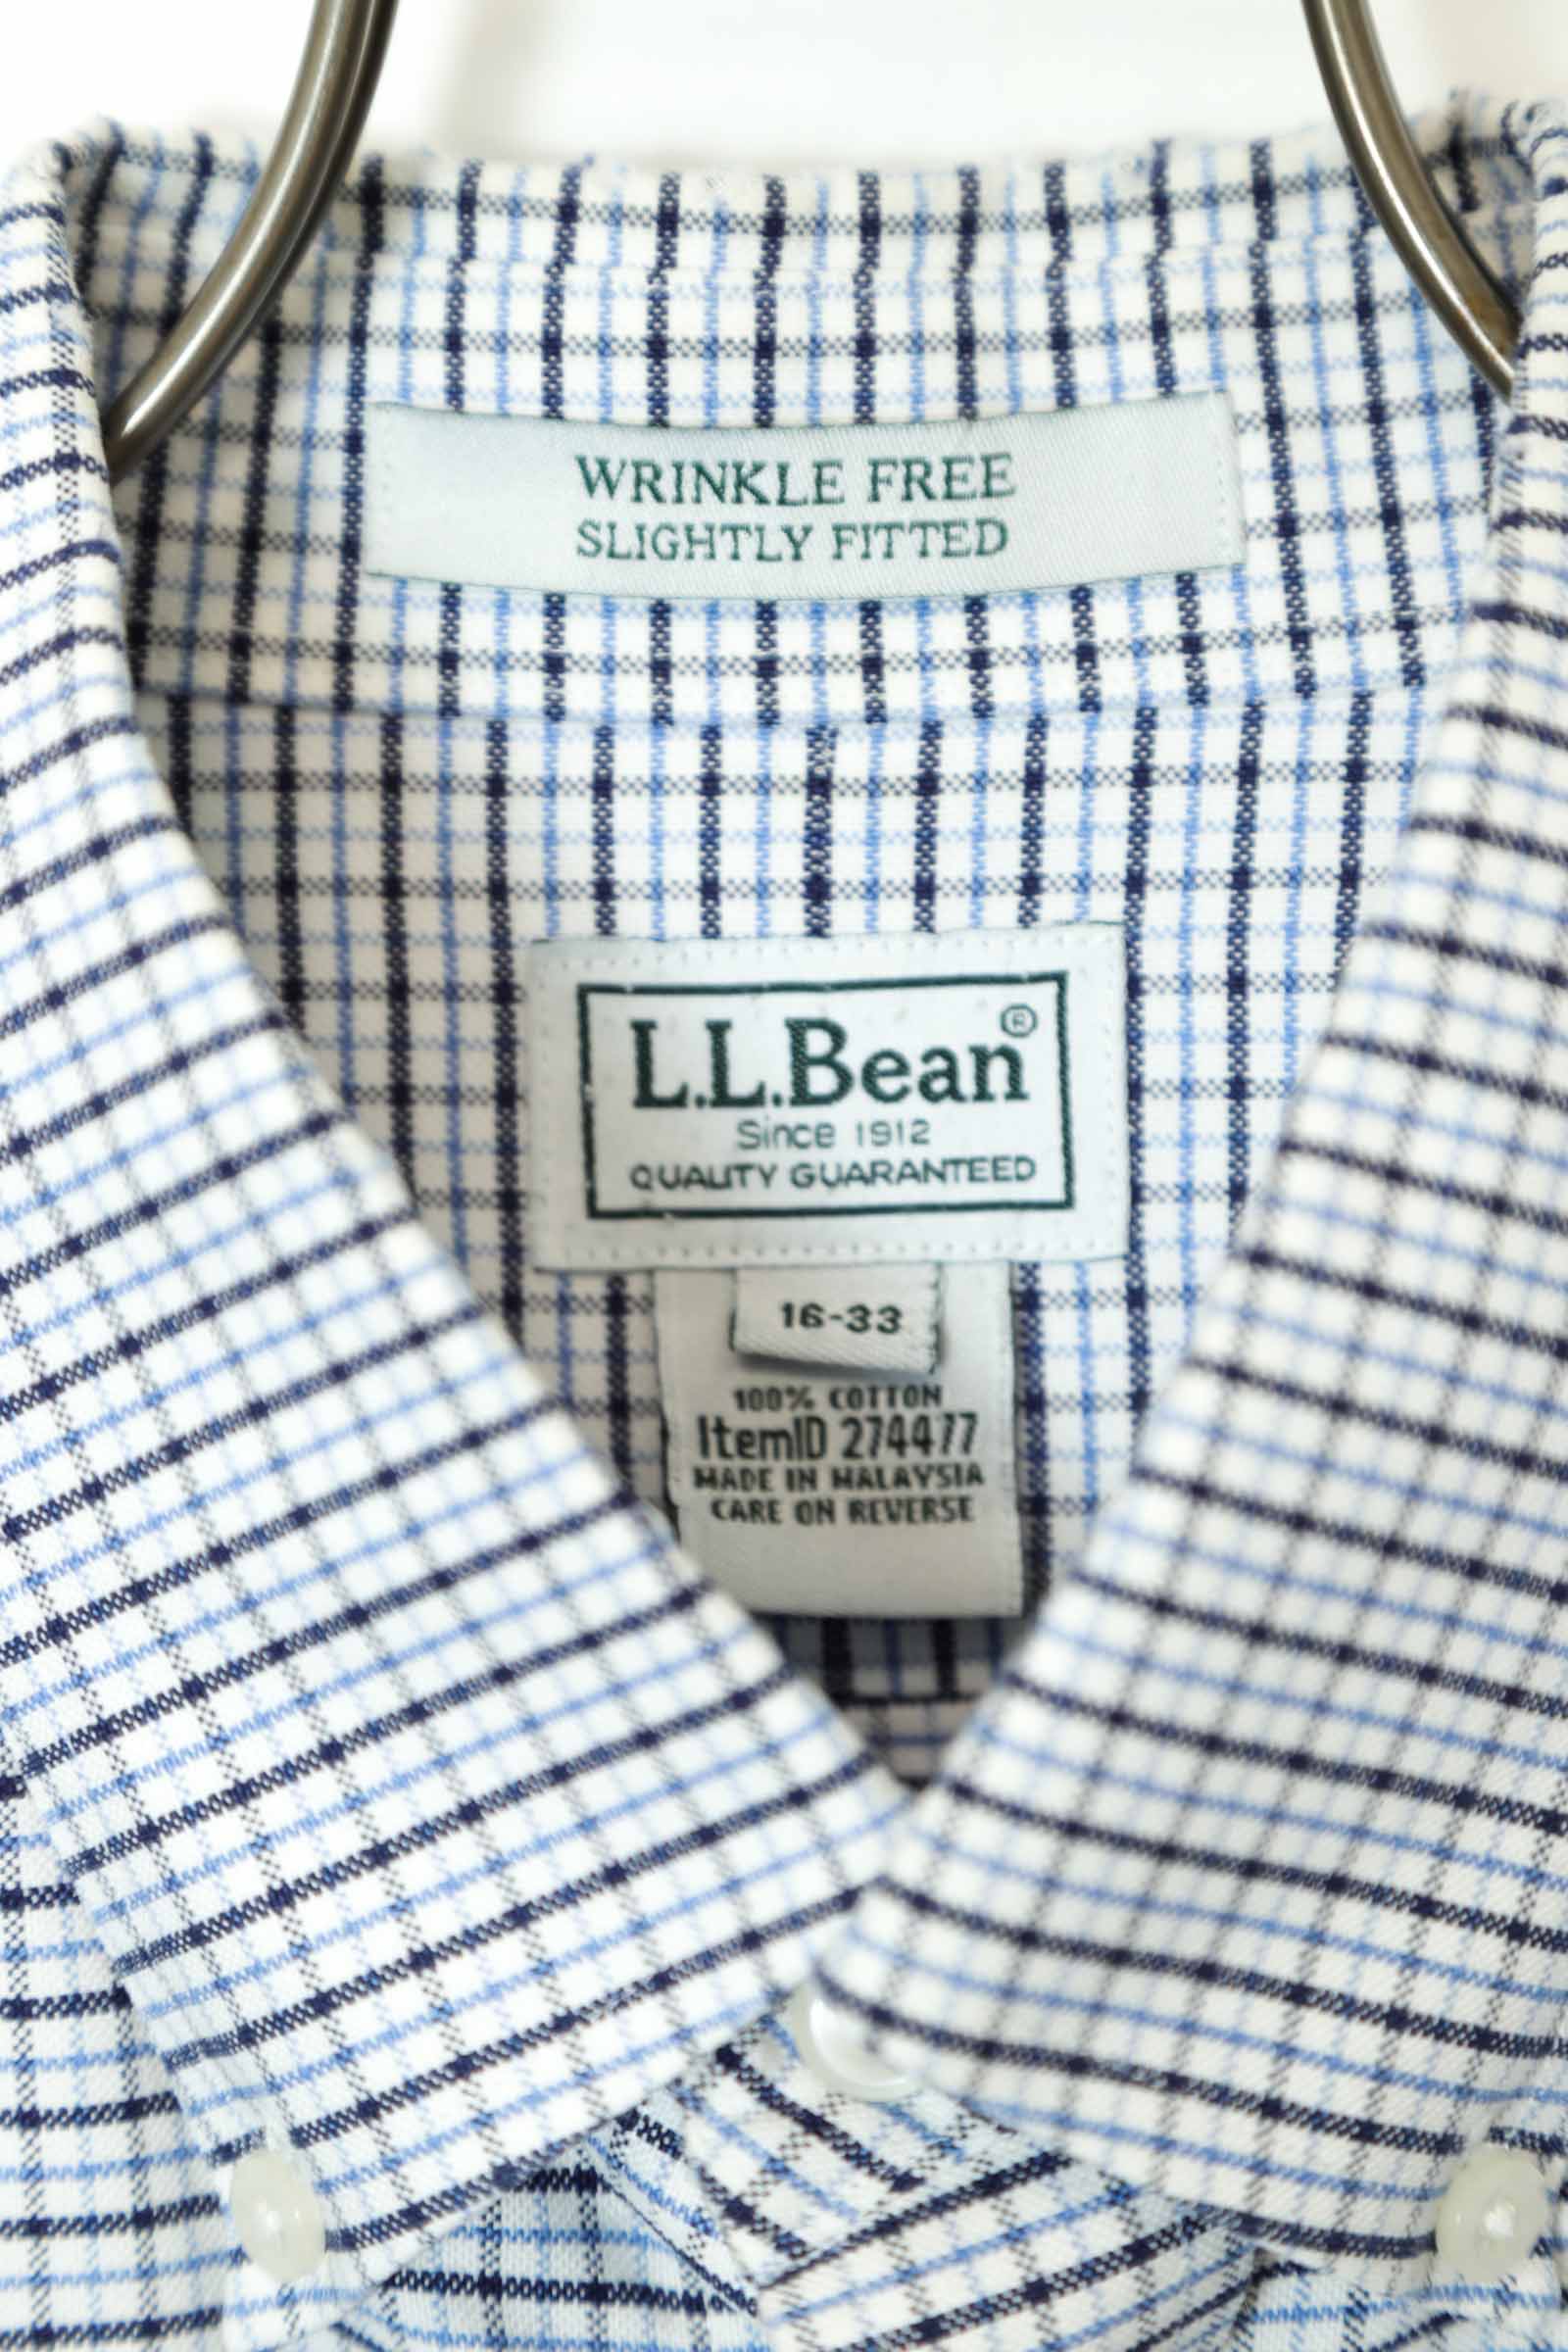 WRINKLE FREE
SLIGHTLY FITTED
L.L.Bean®
Since 1912
QUALITY GUARANTEED
16-33
100% COTTON
ItemID 274477
MADE IN MALAYSIA
CARE ON REVERSE